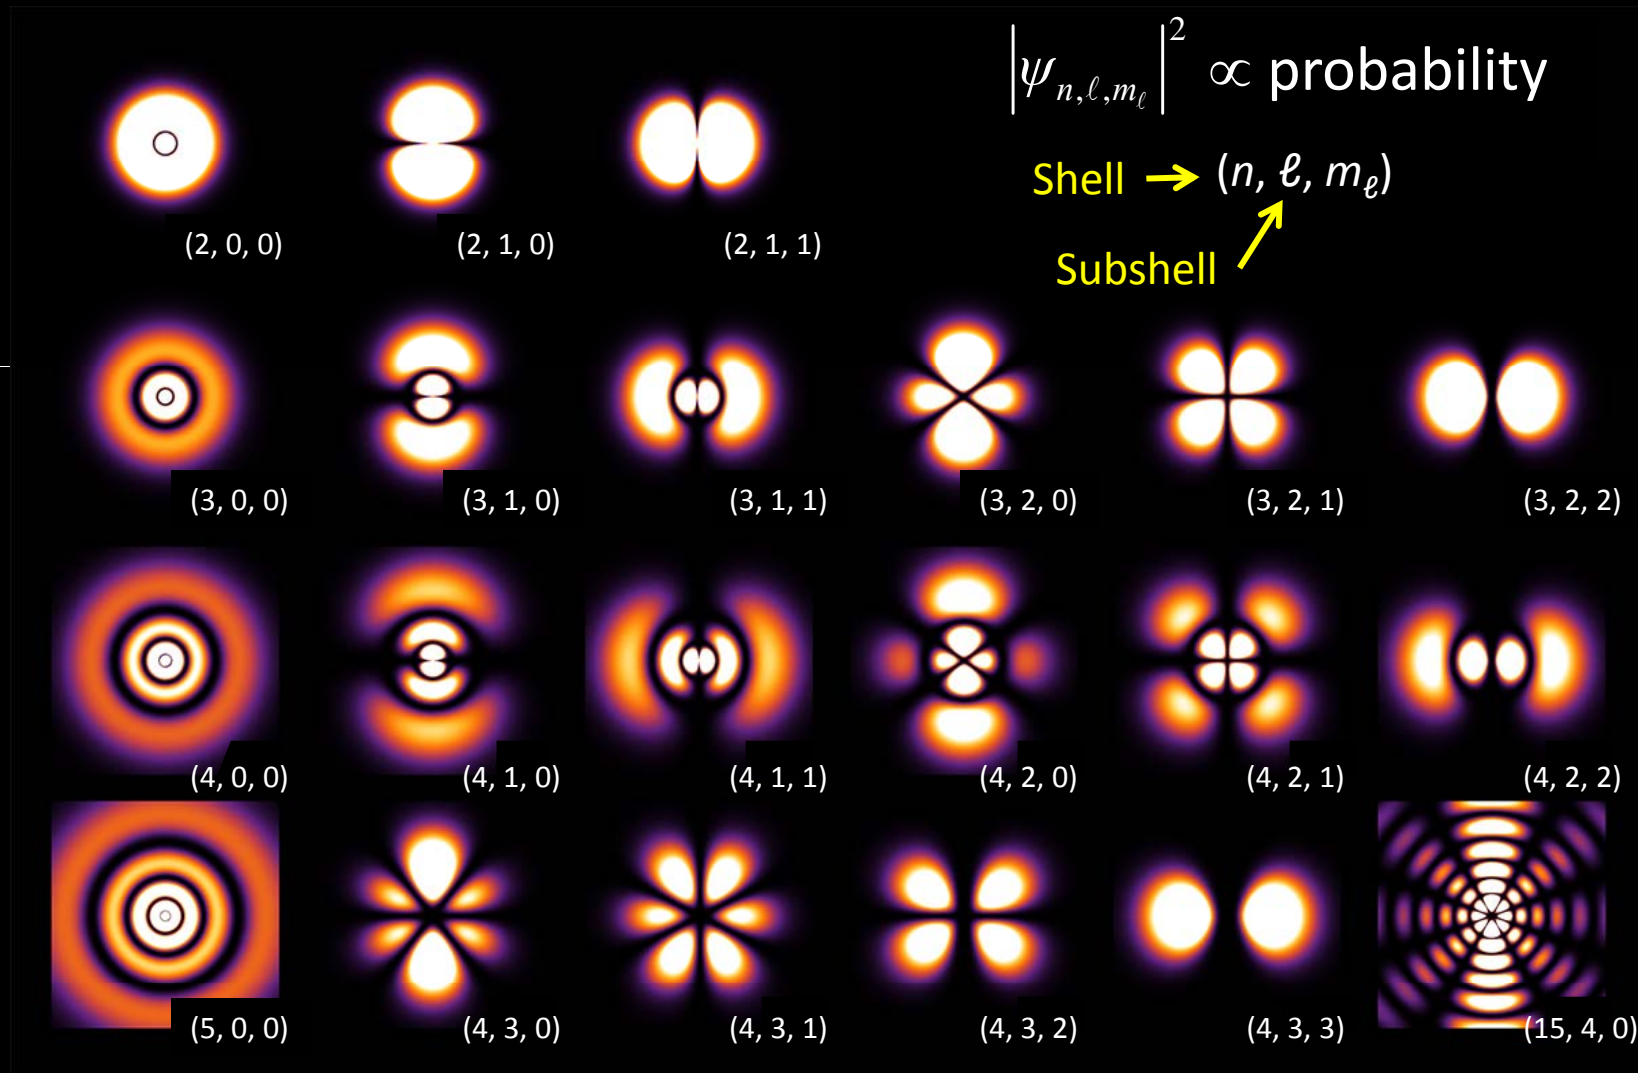 |ψn,ℓ,mℓ|² ∝ probability
Shell → (n, ℓ, mℓ)
Subshell
(2, 0, 0) (2, 1, 0) (2, 1, 1)
(3, 0, 0) (3, 1, 0) (3, 1, 1) (3, 2, 0) (3, 2, 1) (3, 2, 2)
(4, 0, 0) (4, 1, 0) (4, 1, 1) (4, 2, 0) (4, 2, 1) (4, 2, 2)
(5, 0, 0) (4, 3, 0) (4, 3, 1) (4, 3, 2) (4, 3, 3) (15, 4, 0)